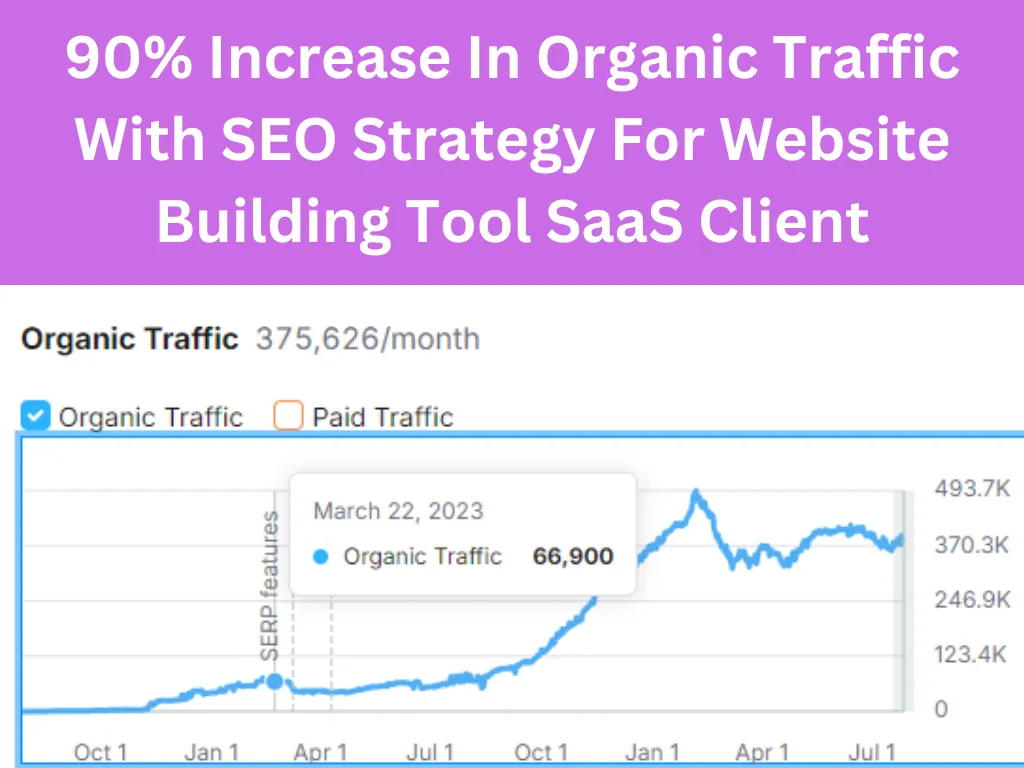 90% Increase In Organic Traffic
With SEO Strategy For Website
Building Tool SaaS Client
Organic Traffic 375,626/month
Organic Traffic Paid Traffic
March 22, 2023
Organic Traffic 66,900
SERP features
493.7K
370.3K
246.9K
123.4K
0
Oct 1 Jan 1 Apr 1 Jul 1 Oct 1 Jan 1 Apr 1 Jul 1